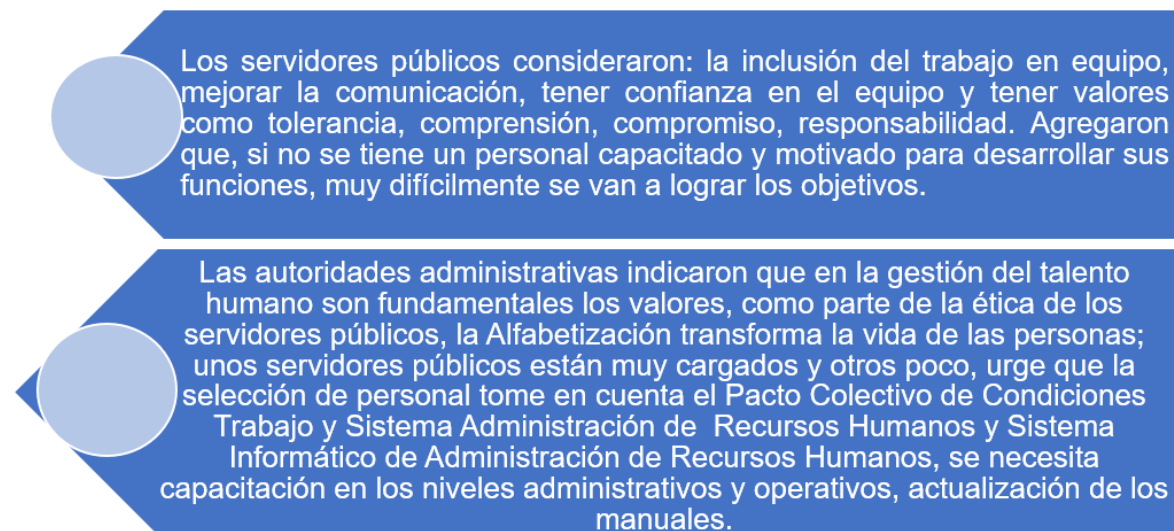 Los servidores públicos consideraron: la inclusión del trabajo en equipo,
mejorar la comunicación, tener confianza en el equipo y tener valores
como tolerancia, comprensión, compromiso, responsabilidad. Agregaron
que, si no se tiene un personal capacitado y motivado para desarrollar sus
funciones, muy difícilmente se van a lograr los objetivos.
Las autoridades administrativas indicaron que en la gestión del talento
humano son fundamentales los valores, como parte de la ética de los
servidores públicos, la Alfabetización transforma la vida de las personas;
unos servidores públicos están muy cargados y otros poco, urge que la
selección de personal tome en cuenta el Pacto Colectivo de Condiciones
Trabajo y Sistema Administración de Recursos Humanos y Sistema
Informático de Administración de Recursos Humanos, se necesita
capacitación en los niveles administrativos y operativos, actualización de los
manuales.